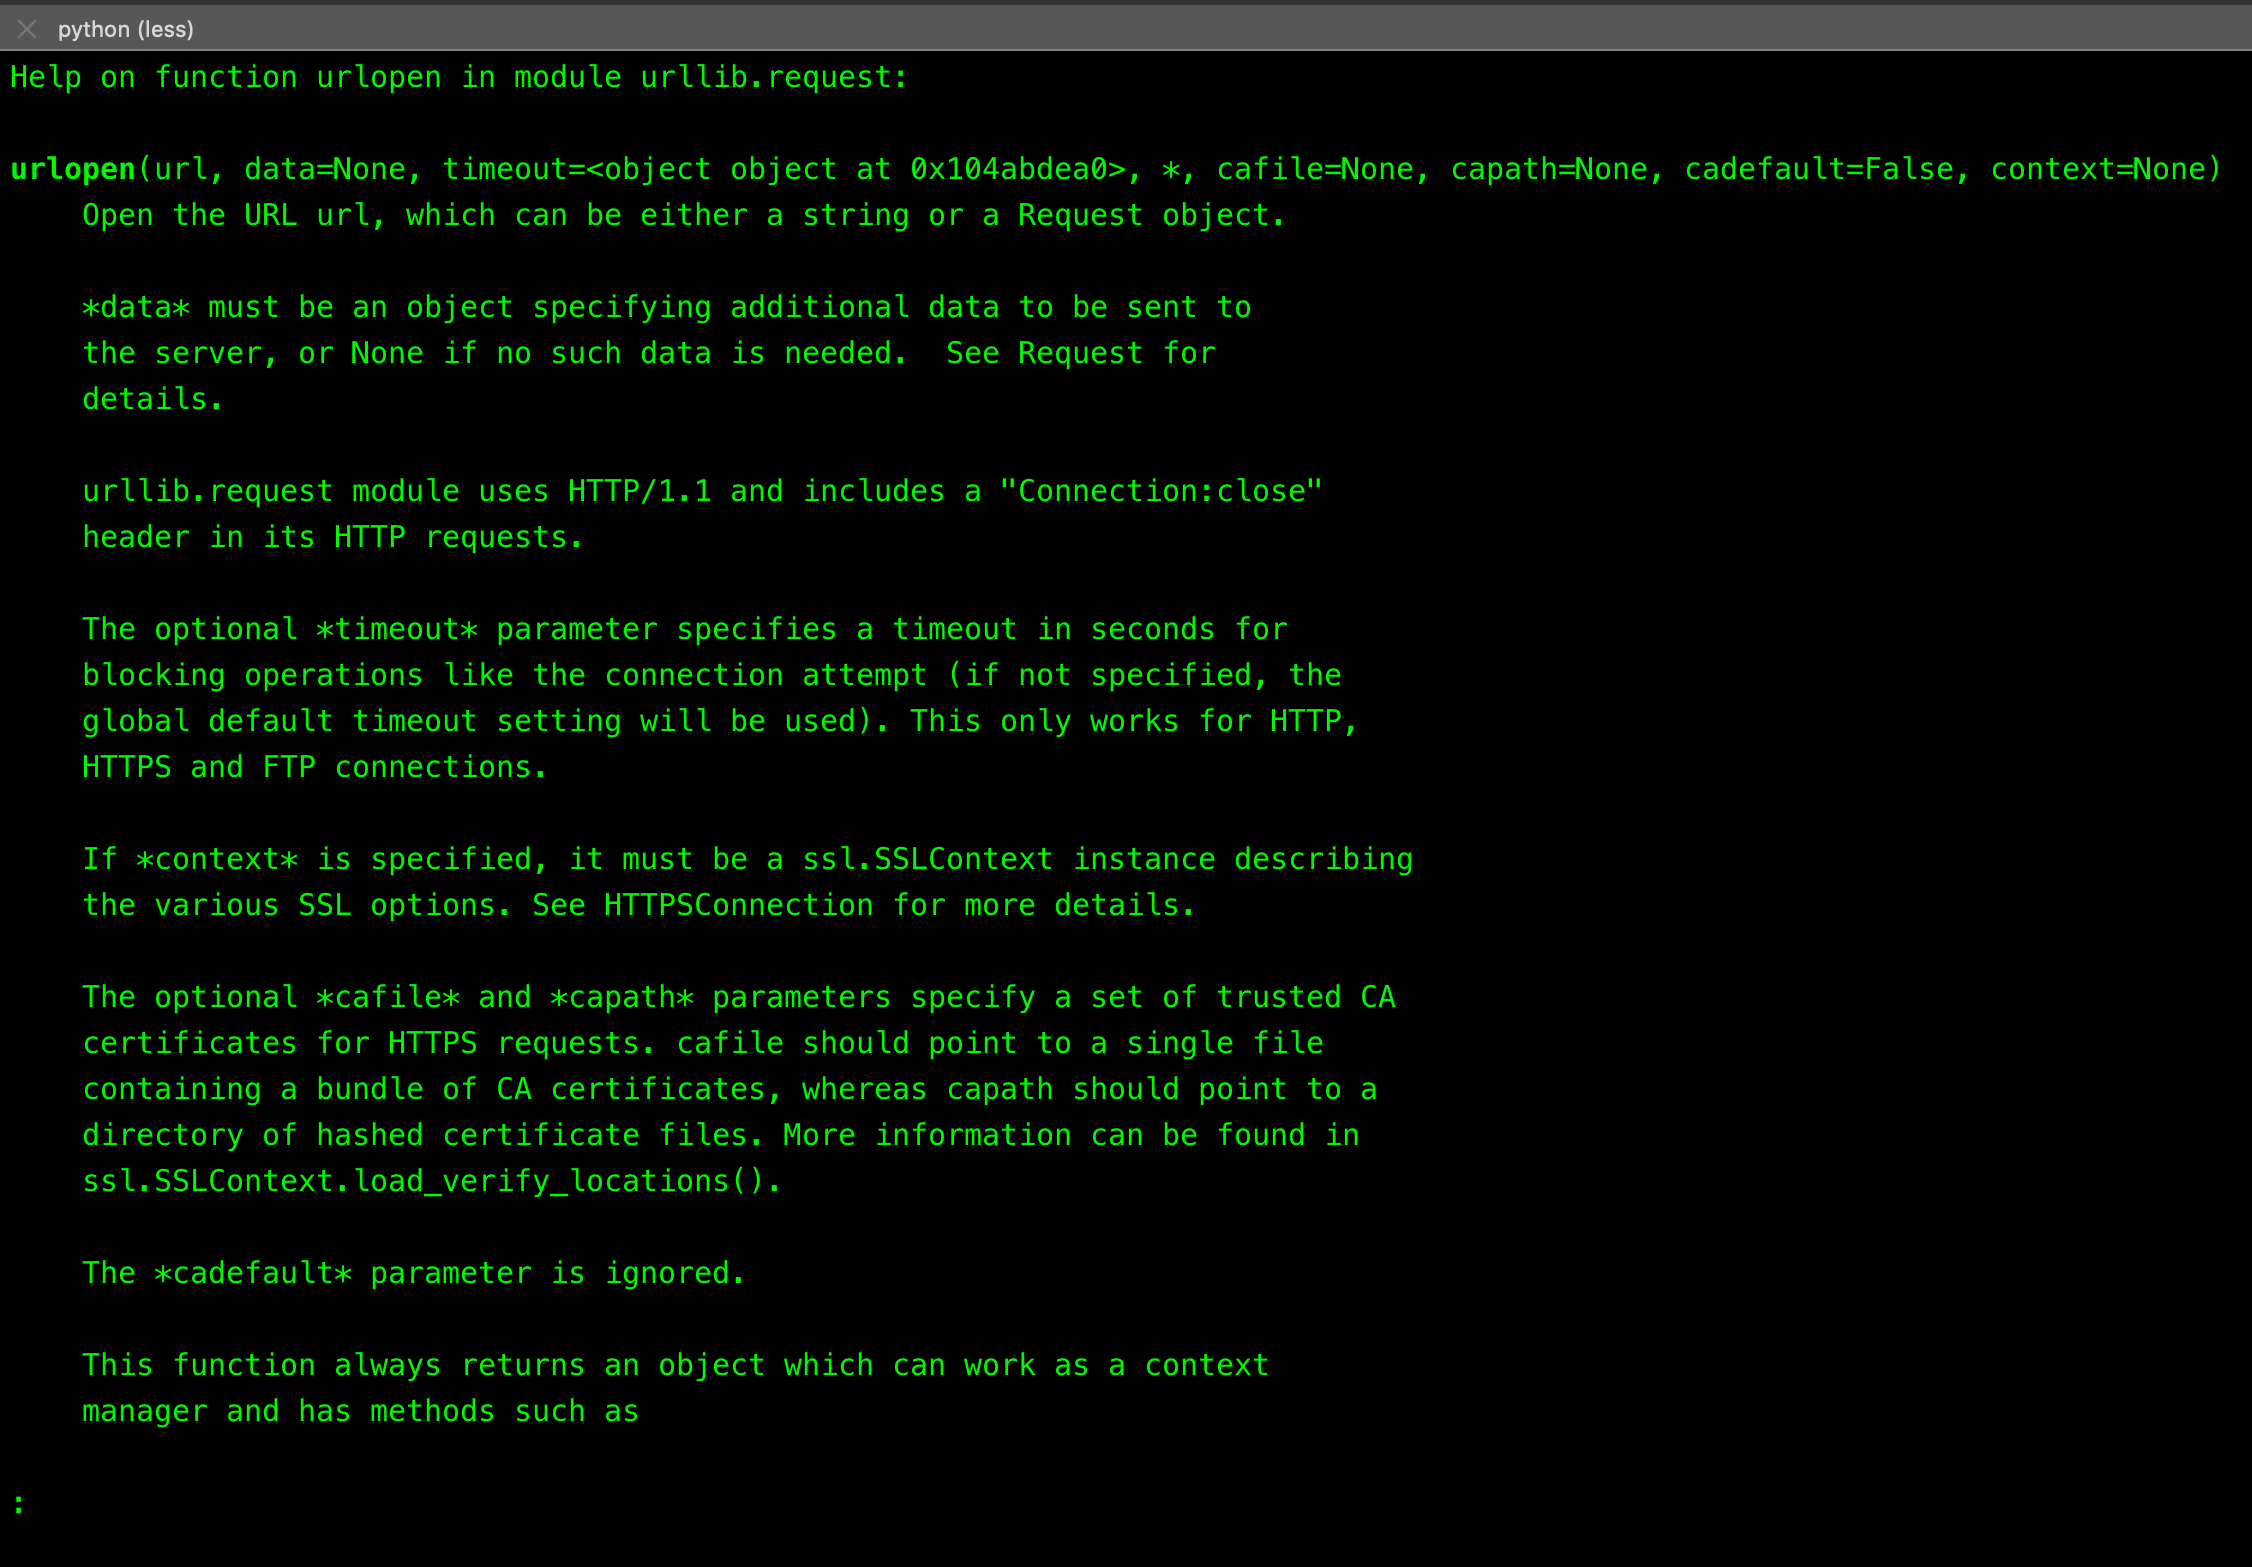 python (less)
Help on function urlopen in module urllib.request:
urlopen(url, data=None, timeout=<object object at 0x104abdea0>, *, cafile=None, capath=None, cadefault=False, context=None)
Open the URL url, which can be either a string or a Request object.
*data* must be an object specifying additional data to be sent to
the server, or None if no such data is needed.  See Request for
details.
urllib.request module uses HTTP/1.1 and includes a "Connection:close"
header in its HTTP requests.
The optional *timeout* parameter specifies a timeout in seconds for
blocking operations like the connection attempt (if not specified, the
global default timeout setting will be used). This only works for HTTP,
HTTPS and FTP connections.
If *context* is specified, it must be a ssl.SSLContext instance describing
the various SSL options. See HTTPSConnection for more details.
The optional *cafile* and *capath* parameters specify a set of trusted CA
certificates for HTTPS requests. cafile should point to a single file
containing a bundle of CA certificates, whereas capath should point to a
directory of hashed certificate files. More information can be found in
ssl.SSLContext.load_verify_locations().
The *cadefault* parameter is ignored.
This function always returns an object which can work as a context
manager and has methods such as
: